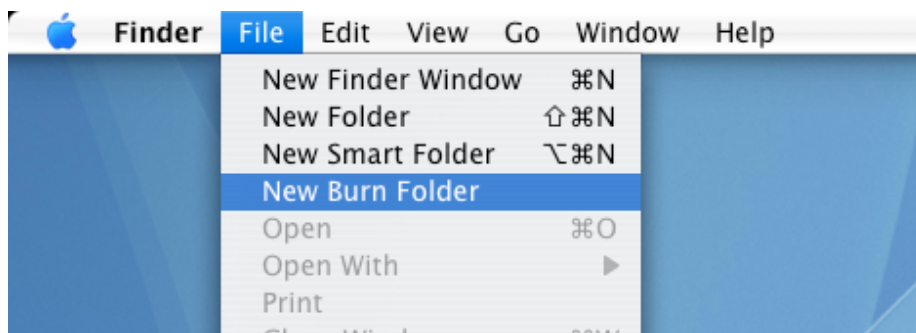 Finder File Edit View Go Window Help
New Finder Window ⌘N
New Folder ⇧⌘N
New Smart Folder ⌥⌘N
New Burn Folder
Open ⌘O
Open With ▶
Print